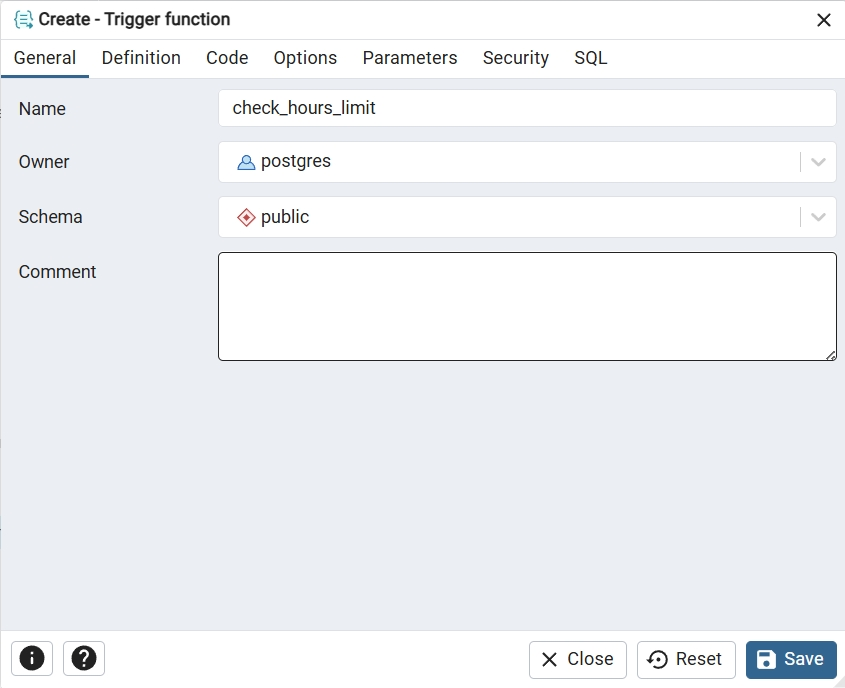 Create - Trigger function
General Definition Code Options Parameters Security SQL
Name check_hours_limit
Owner postgres
Schema public
Comment
Close Reset Save